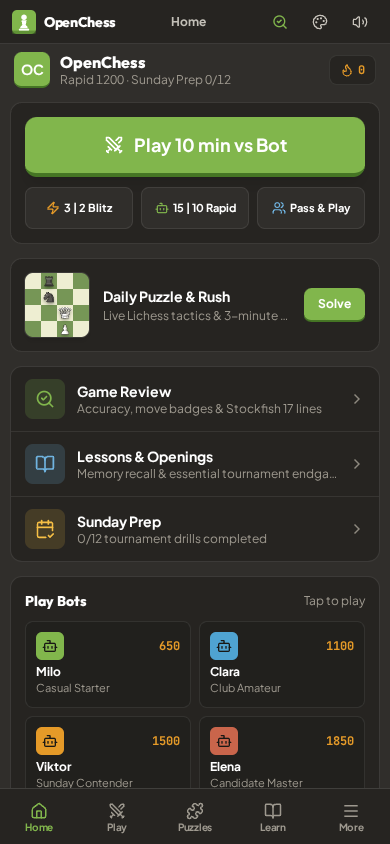 OpenChess
Home
OC
OpenChess
Rapid 1200 · Sunday Prep 0/12
0
Play 10 min vs Bot
3 | 2 Blitz
15 | 10 Rapid
Pass & Play
Daily Puzzle & Rush
Live Lichess tactics & 3-minute ...
Solve
Game Review
Accuracy, move badges & Stockfish 17 lines
Lessons & Openings
Memory recall & essential tournament endga...
Sunday Prep
0/12 tournament drills completed
Play Bots
Tap to play
650
Milo
Casual Starter
1100
Clara
Club Amateur
1500
Viktor
Sunday Contender
1850
Elena
Candidate Master
Home
Play
Puzzles
Learn
More